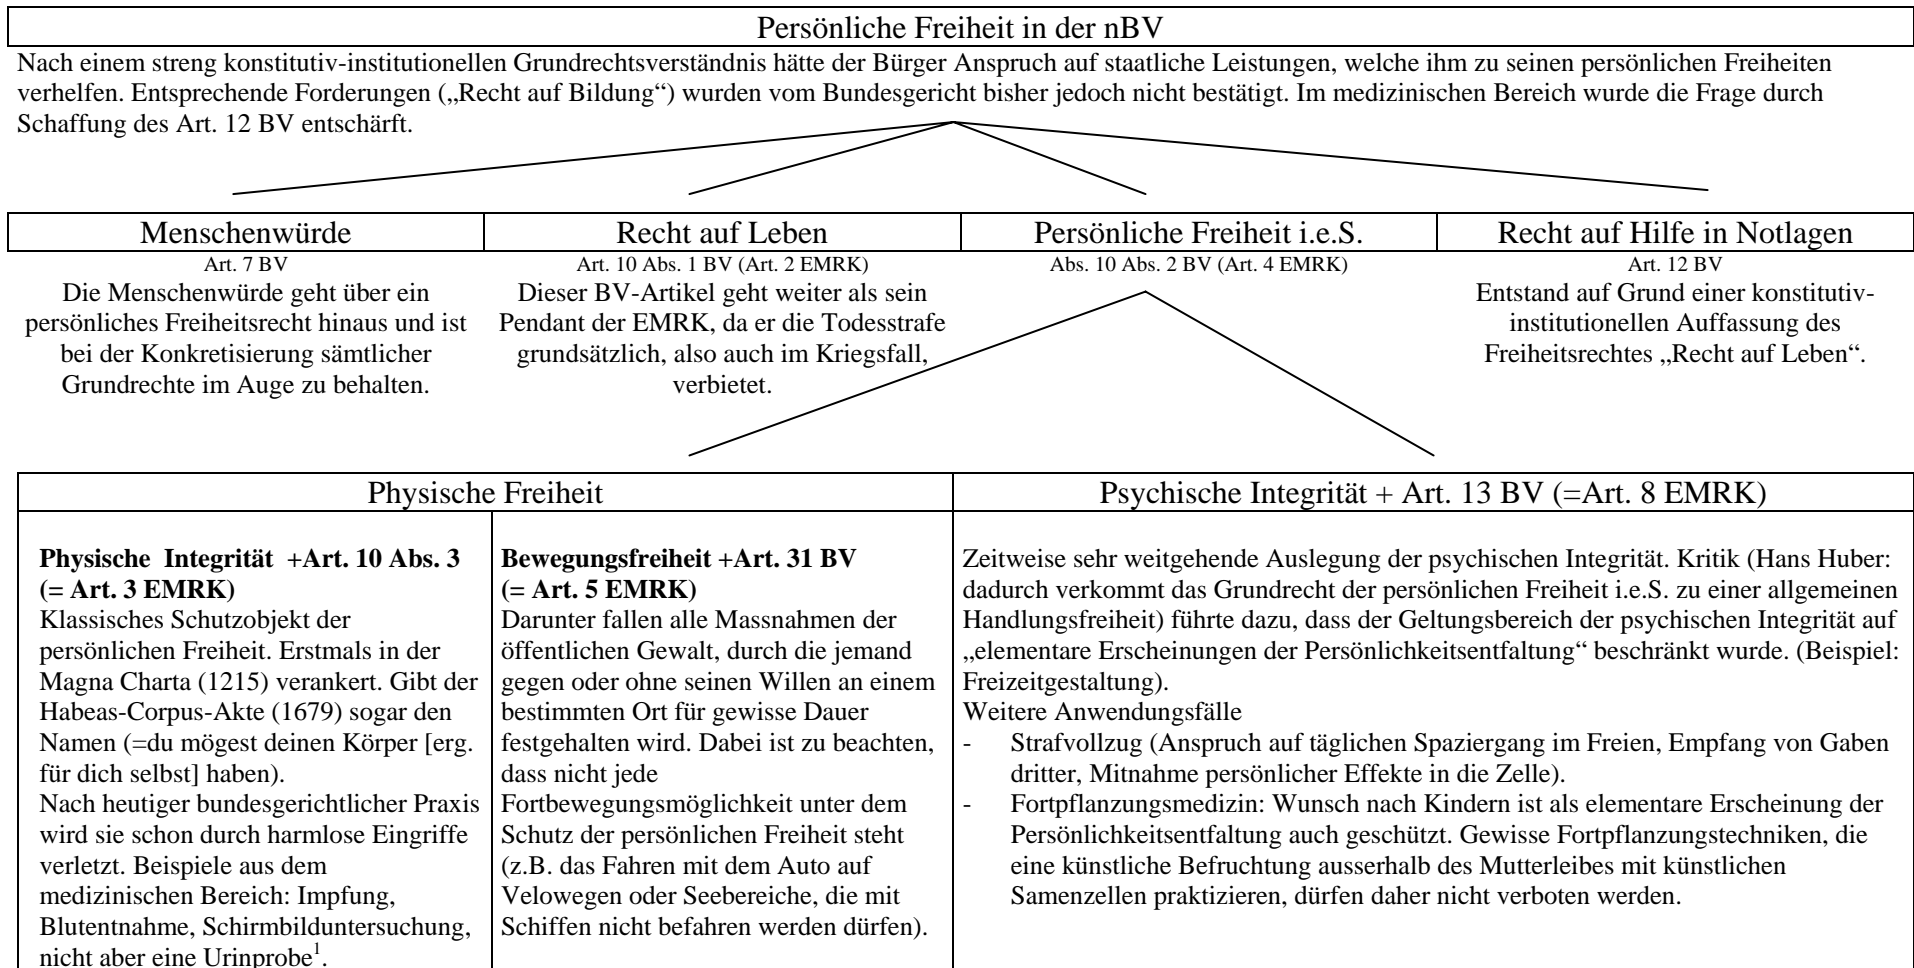 Persönliche Freiheit in der nBV
Nach einem streng konstitutiv-institutionellen Grundrechtsverständnis hätte der Bürger Anspruch auf staatliche Leistungen, welche ihm zu seinen persönlichen Freiheiten
verhelfen. Entsprechende Forderungen („Recht auf Bildung“) wurden vom Bundesgericht bisher jedoch nicht bestätigt. Im medizinischen Bereich wurde die Frage durch
Schaffung des Art. 12 BV entschärft.
Menschenwürde
Art. 7 BV
Die Menschenwürde geht über ein
persönliches Freiheitsrecht hinaus und ist
bei der Konkretisierung sämtlicher
Grundrechte im Auge zu behalten.
Recht auf Leben
Art. 10 Abs. 1 BV (Art. 2 EMRK)
Dieser BV-Artikel geht weiter als sein
Pendant der EMRK, da er die Todesstrafe
grundsätzlich, also auch im Kriegsfall,
verbietet.
Persönliche Freiheit i.e.S.
Abs. 10 Abs. 2 BV (Art. 4 EMRK)
Recht auf Hilfe in Notlagen
Art. 12 BV
Entstand auf Grund einer konstitutiv-
institutionellen Auffassung des
Freiheitsrechtes „Recht auf Leben“.
Physische Freiheit
Physische Integrität +Art. 10 Abs. 3
(= Art. 3 EMRK)
Klassisches Schutzobjekt der
persönlichen Freiheit. Erstmals in der
Magna Charta (1215) verankert. Gibt der
Habeas-Corpus-Akte (1679) sogar den
Namen (=du mögest deinen Körper [erg.
für dich selbst] haben).
Nach heutiger bundesgerichtlicher Praxis
wird sie schon durch harmlose Eingriffe
verletzt. Beispiele aus dem
medizinischen Bereich: Impfung,
Blutentnahme, Schirmbilduntersuchung,
nicht aber eine Urinprobe¹.
Bewegungsfreiheit +Art. 31 BV
(= Art. 5 EMRK)
Darunter fallen alle Massnahmen der
öffentlichen Gewalt, durch die jemand
gegen oder ohne seinen Willen an einem
bestimmten Ort für gewisse Dauer
festgehalten wird. Dabei ist zu beachten,
dass nicht jede
Fortbewegungsmöglichkeit unter dem
Schutz der persönlichen Freiheit steht
(z.B. das Fahren mit dem Auto auf
Velowegen oder Seebereiche, die mit
Schiffen nicht befahren werden dürfen).
Psychische Integrität + Art. 13 BV (=Art. 8 EMRK)
Zeitweise sehr weitgehende Auslegung der psychischen Integrität. Kritik (Hans Huber:
dadurch verkommt das Grundrecht der persönlichen Freiheit i.e.S. zu einer allgemeinen
Handlungsfreiheit) führte dazu, dass der Geltungsbereich der psychischen Integrität auf
„elementare Erscheinungen der Persönlichkeitsentfaltung“ beschränkt wurde. (Beispiel:
Freizeitgestaltung).
Weitere Anwendungsfälle
- Strafvollzug (Anspruch auf täglichen Spaziergang im Freien, Empfang von Gaben
dritter, Mitnahme persönlicher Effekte in die Zelle).
- Fortpflanzungsmedizin: Wunsch nach Kindern ist als elementare Erscheinung der
Persönlichkeitsentfaltung auch geschützt. Gewisse Fortpflanzungstechniken, die
eine künstliche Befruchtung ausserhalb des Mutterleibes mit künstlichen
Samenzellen praktizieren, dürfen daher nicht verboten werden.